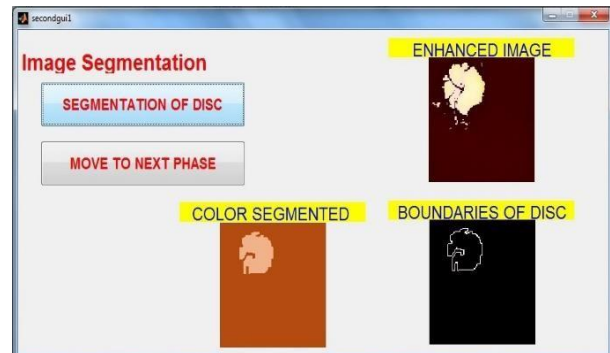 secondgui1
Image Segmentation
ENHANCED IMAGE
SEGMENTATION OF DISC
MOVE TO NEXT PHASE
COLOR SEGMENTED
BOUNDARIES OF DISC